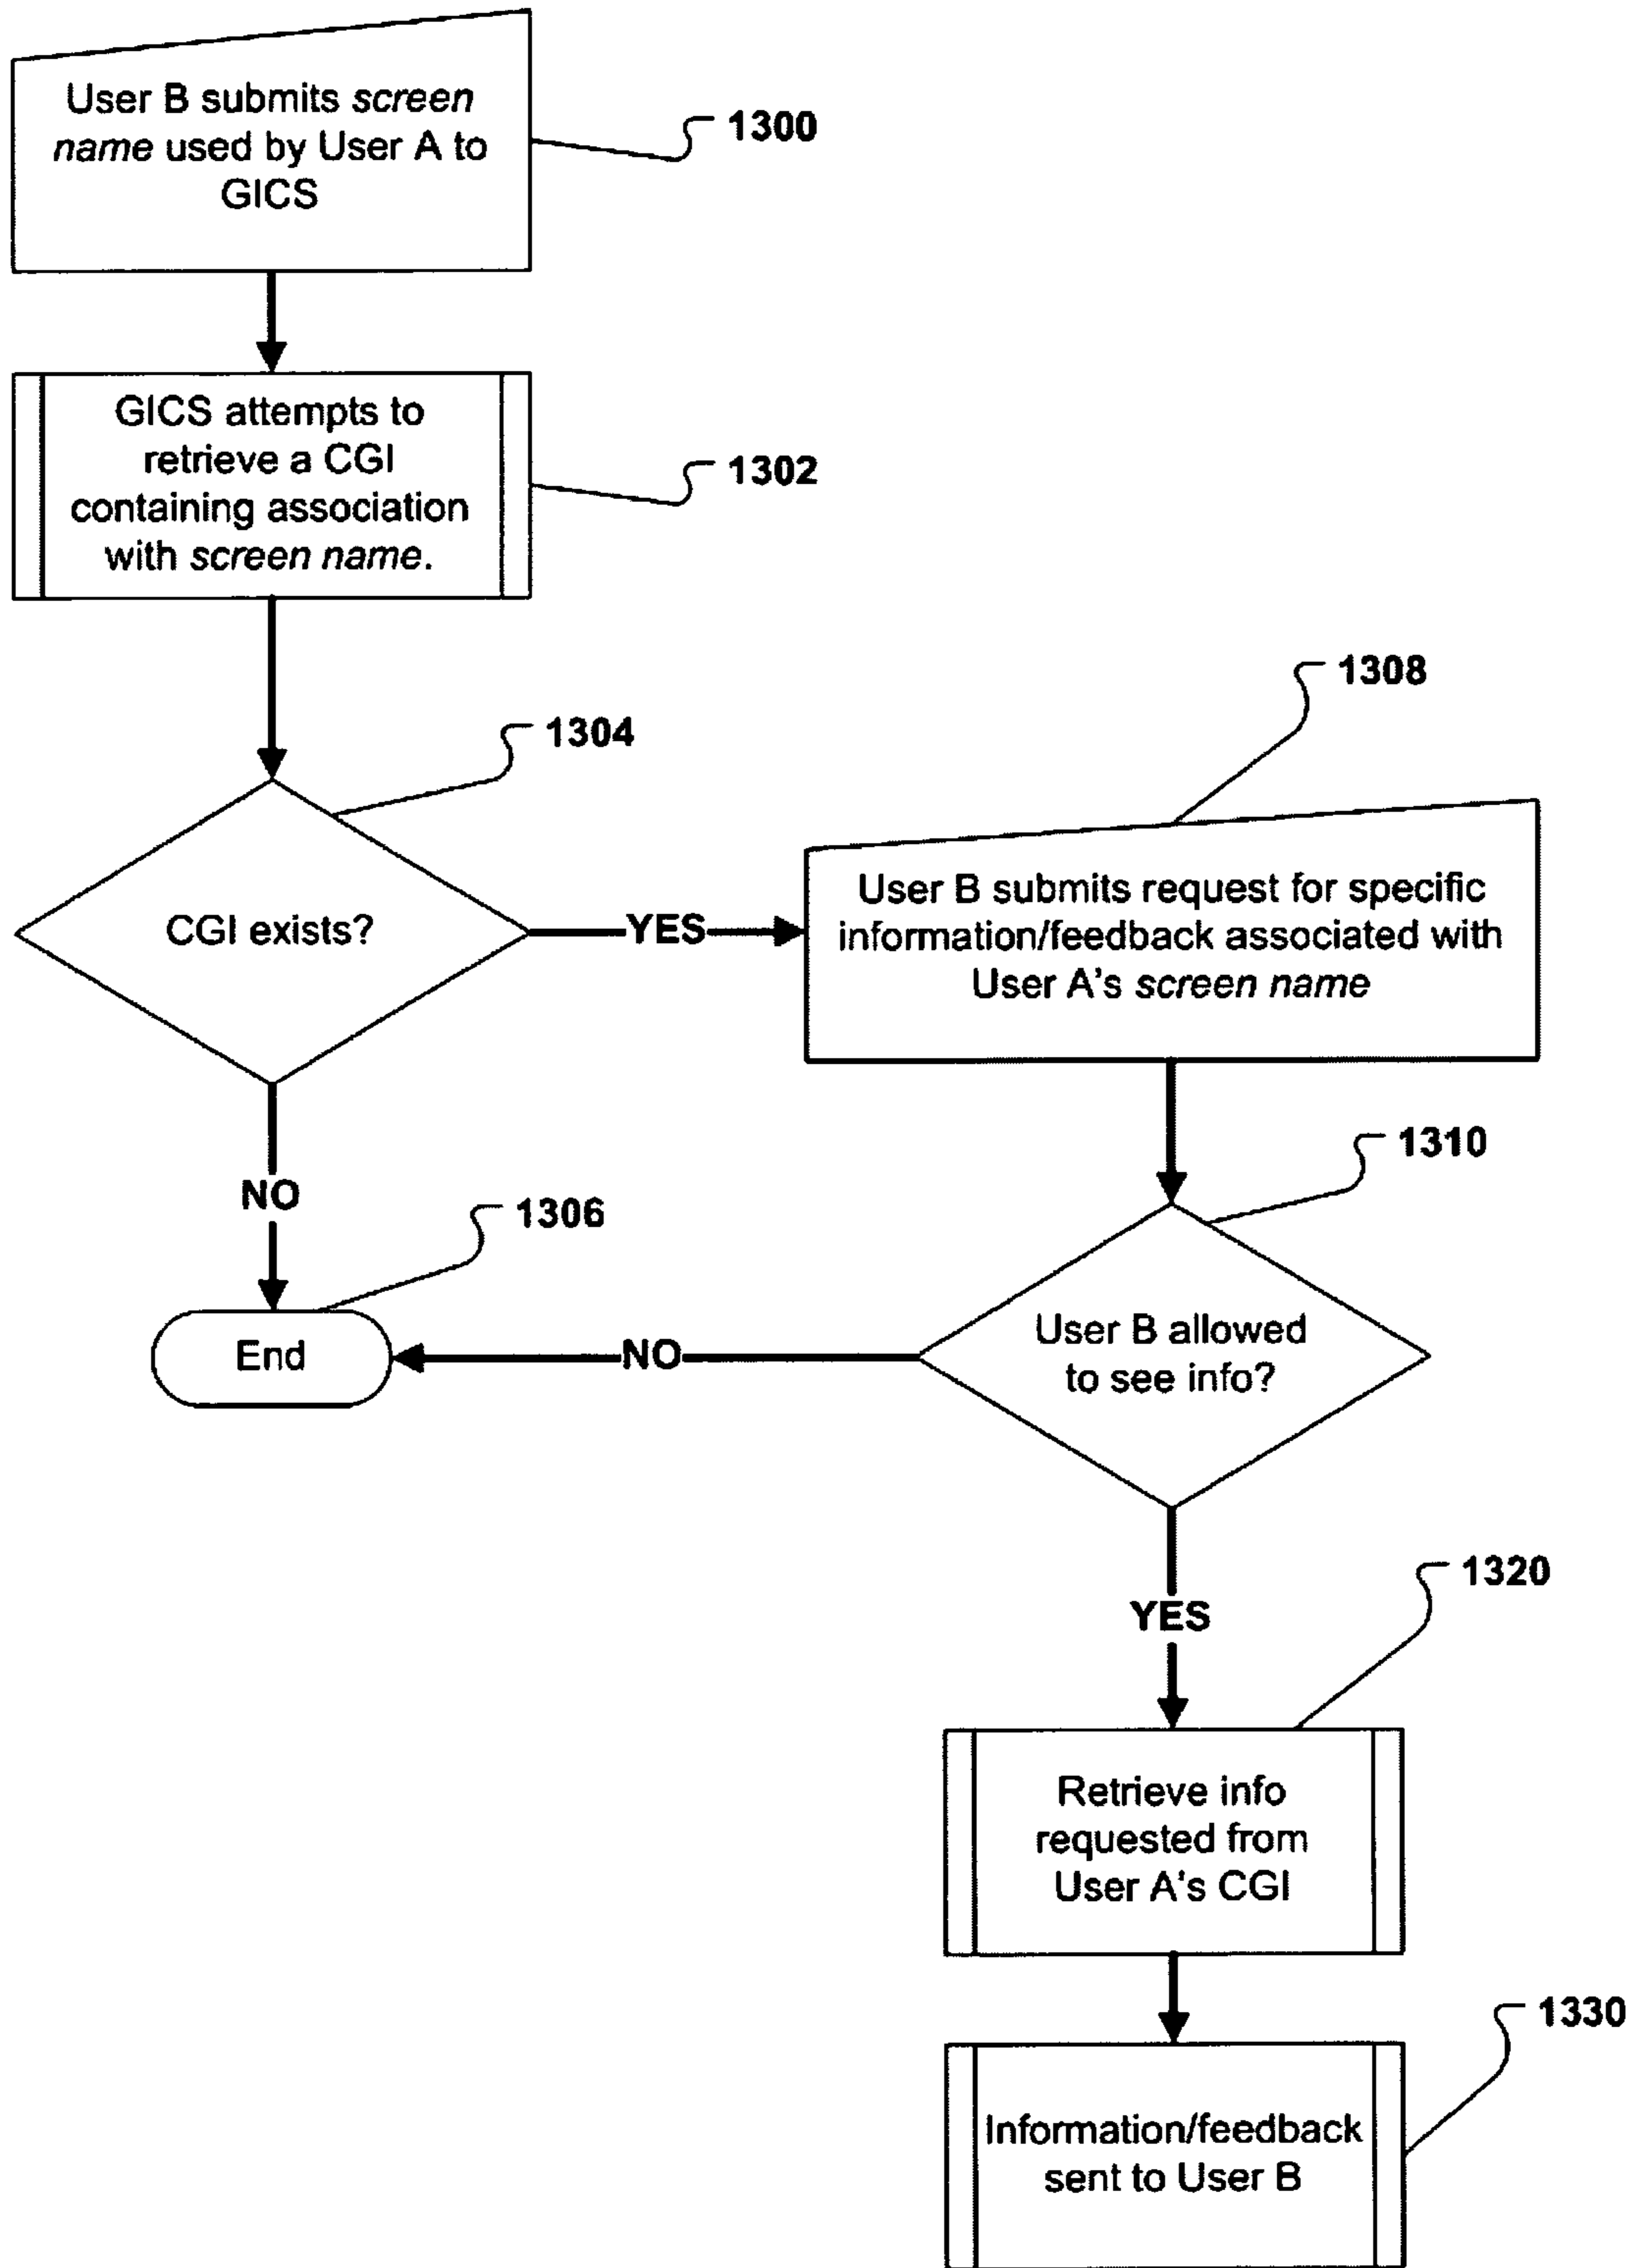 User B submits screen
name used by User A to
GICS
1300
GICS attempts to
retrieve a CGI
containing association
with screen name.
1302
1304
CGI exists?
YES
NO
1306
End
1308
User B submits request for specific
information/feedback associated with
User A's screen name
1310
User B allowed
to see info?
NO
YES
1320
Retrieve info
requested from
User A's CGI
1330
Information/feedback
sent to User B